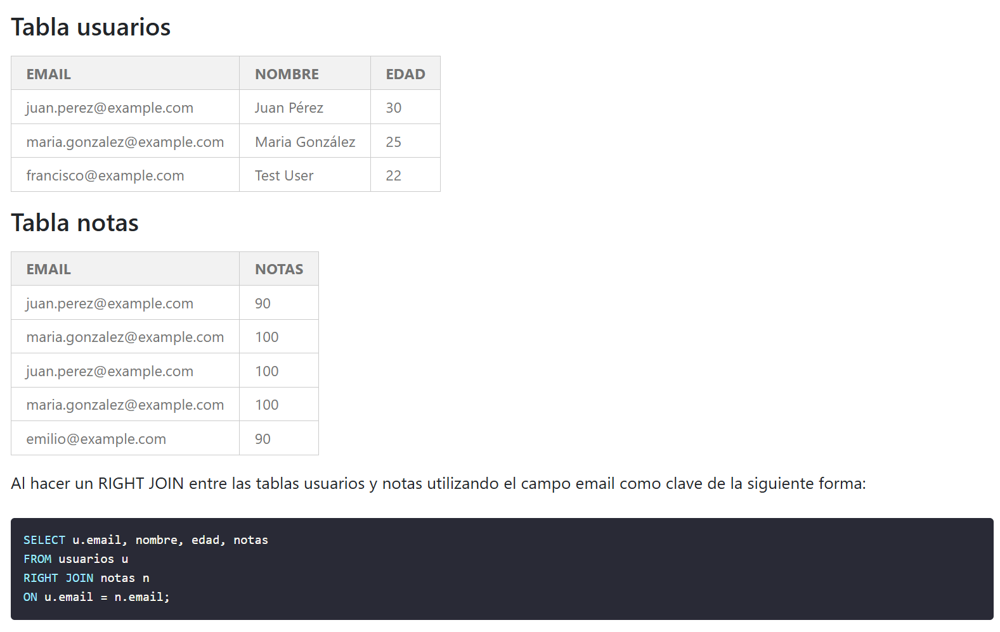 Tabla usuarios
EMAIL NOMBRE EDAD
juan.perez@example.com Juan Pérez 30
maria.gonzalez@example.com Maria González 25
francisco@example.com Test User 22
Tabla notas
EMAIL NOTAS
juan.perez@example.com 90
maria.gonzalez@example.com 100
juan.perez@example.com 100
maria.gonzalez@example.com 100
emilio@example.com 90
Al hacer un RIGHT JOIN entre las tablas usuarios y notas utilizando el campo email como clave de la siguiente forma:
SELECT u.email, nombre, edad, notas
FROM usuarios u
RIGHT JOIN notas n
ON u.email = n.email;